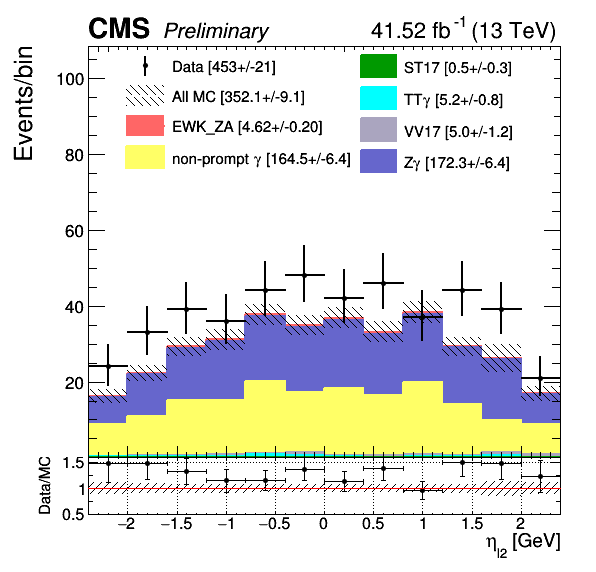 CMS Preliminary 41.52 fb⁻¹ (13 TeV)
Events/bin
100
80
60
40
20
Data [453+/-21]
All MC [352.1+/-9.1]
EWK_ZA [4.62+/-0.20]
non-prompt γ [164.5+/-6.4]
ST17 [0.5+/-0.3]
TTγ [5.2+/-0.8]
VV17 [5.0+/-1.2]
Zγ [172.3+/-6.4]
Data/MC
1.5
1
0.5
−2 −1.5 −1 −0.5 0 0.5 1 1.5 2
η_l2 [GeV]